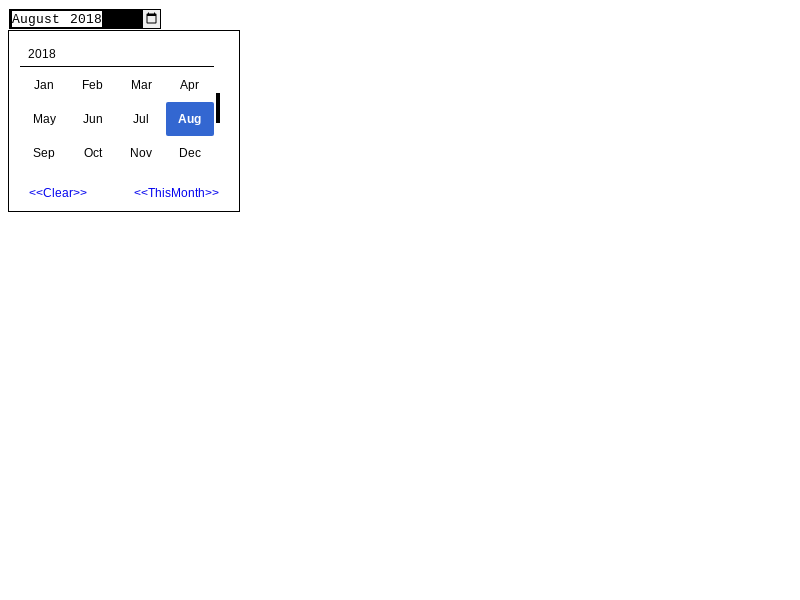 August 2018
2018
Jan Feb Mar Apr
May Jun Jul Aug
Sep Oct Nov Dec
<<Clear>> <<ThisMonth>>